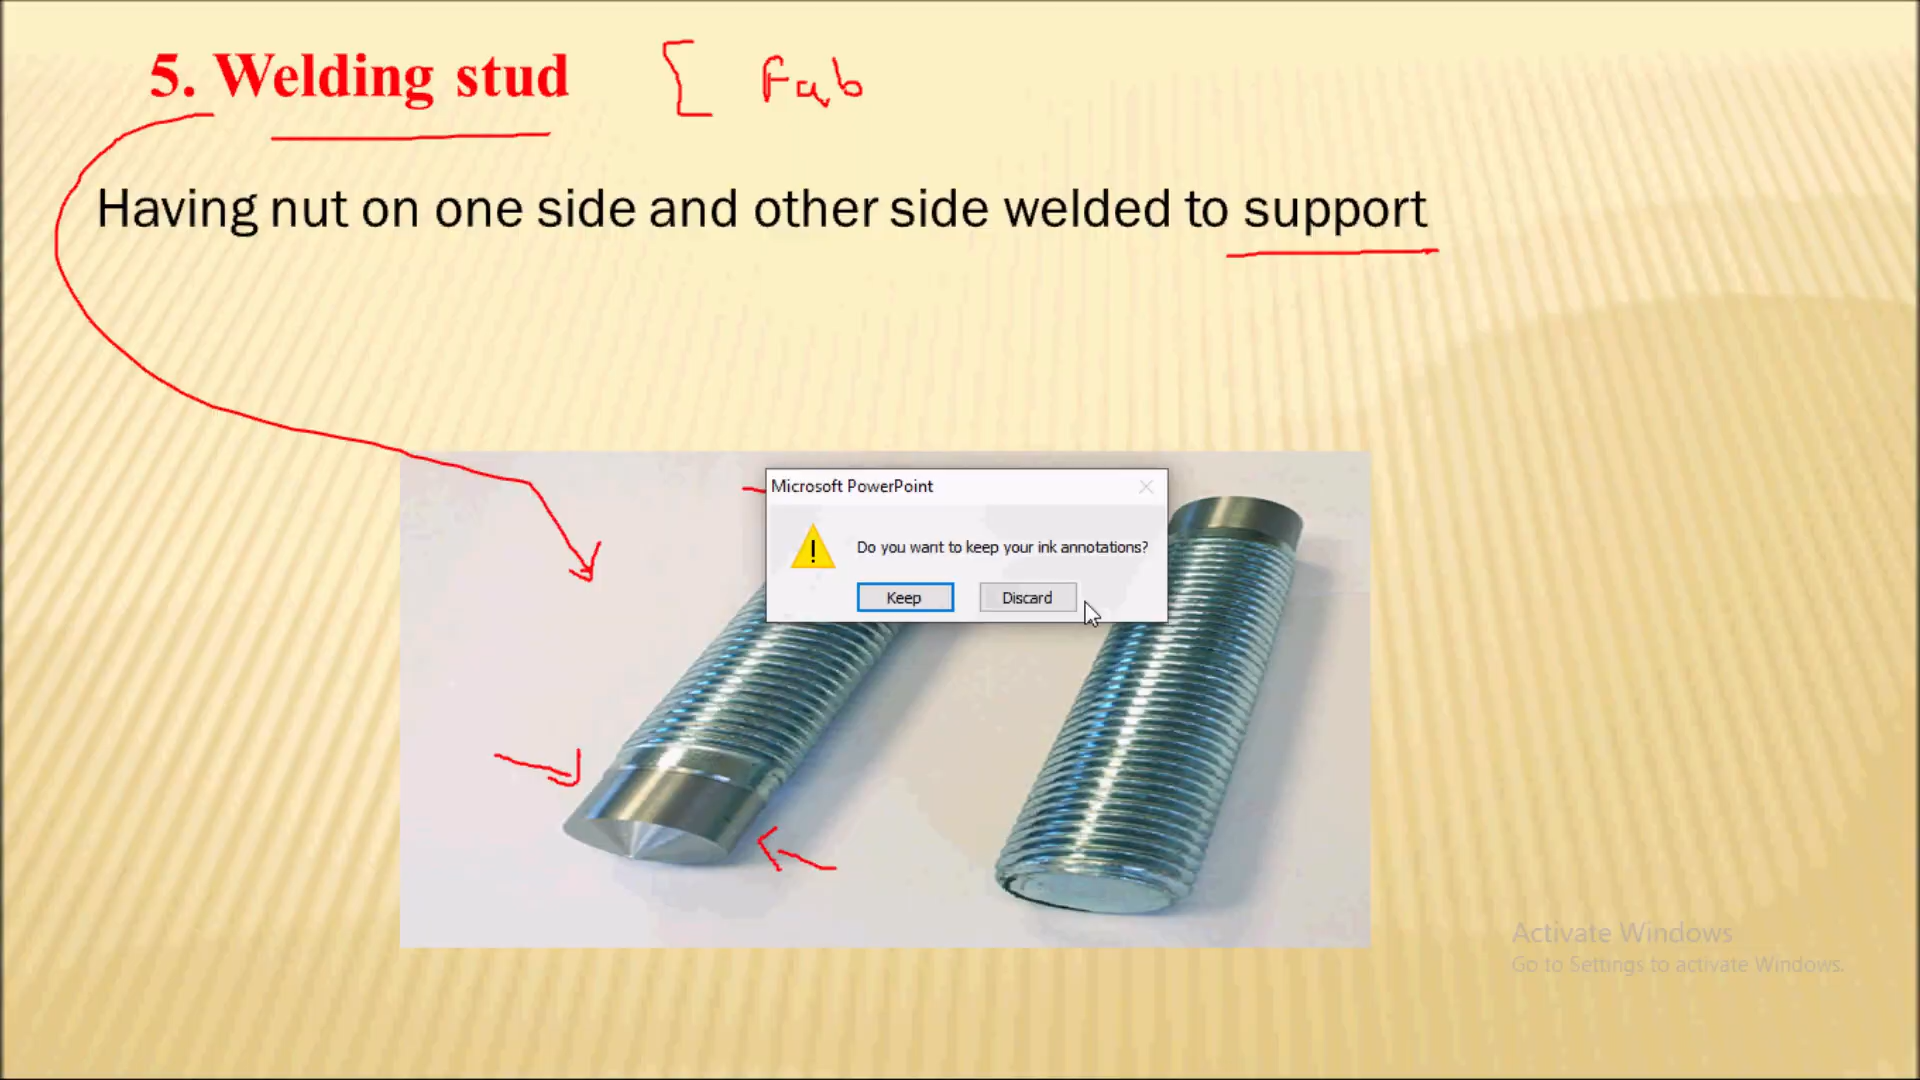 5. Welding stud [ Fab
Having nut on one side and other side welded to support
Microsoft PowerPoint
Do you want to keep your ink annotations?
Keep Discard
Activate Windows
Go to Settings to activate Windows.